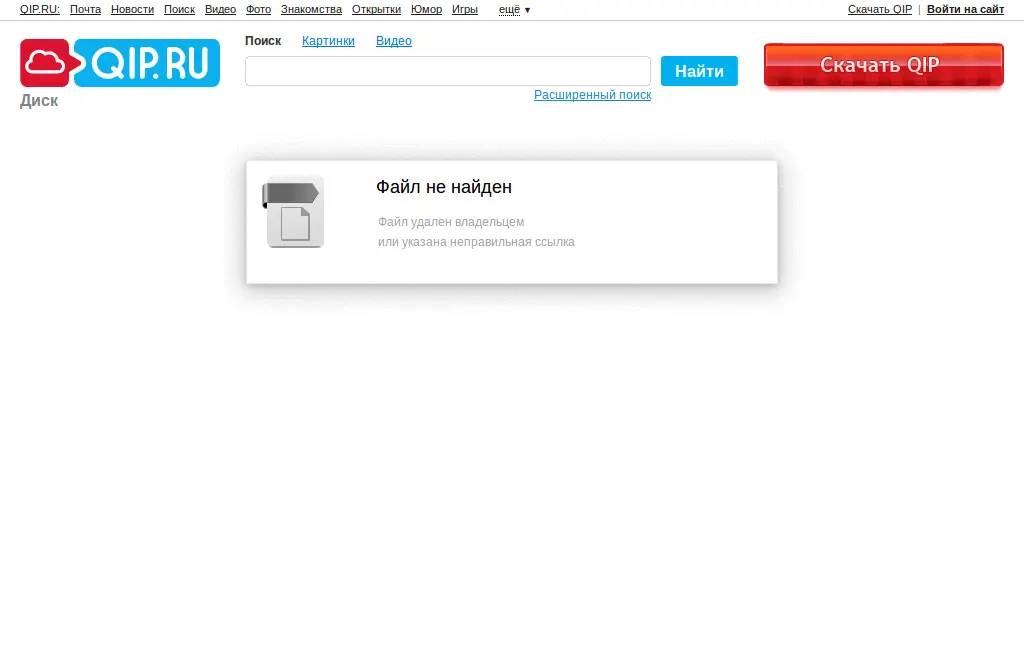 QIP.RU: Почта Новости Поиск Видео Фото Знакомства Открытки Юмор Игры ещё ▼ Скачать QIP | Войти на сайт
Поиск Картинки Видео
QIP.RU
Найти
Скачать QIP
Расширенный поиск
Диск
Файл не найден
Файл удален владельцем
или указана неправильная ссылка